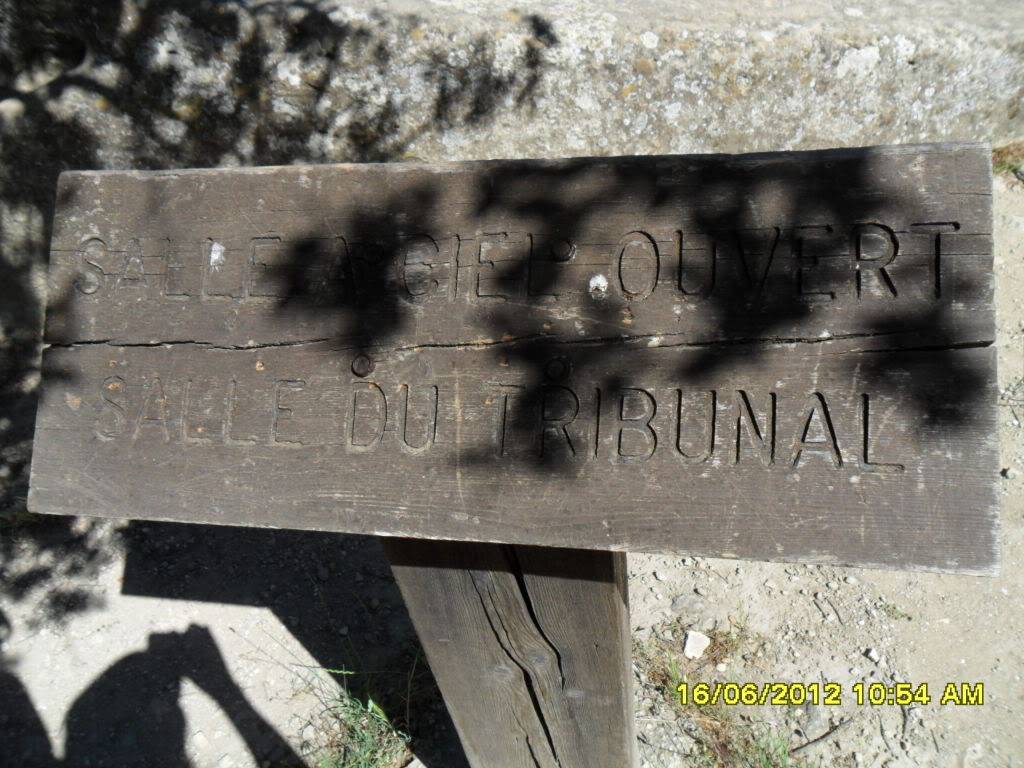 SALLE A CIEL OUVERT
SALLE DU TRIBUNAL
16/06/2012 10:54 AM